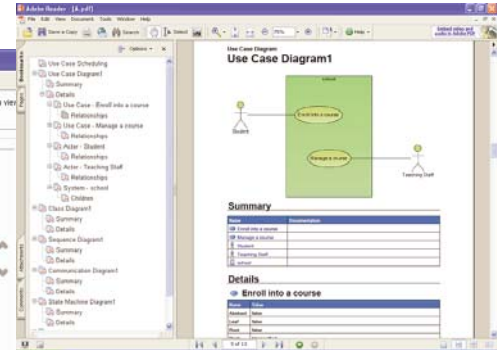 Adobe Reader - [A.pdf]
File Edit View Document Tools Window Help
Save a Copy Search Select 75% Help
Options
Bookmarks
Pages
Attachments
Comments
Use Case Scheduling
Use Case Diagram1
Summary
Details
Use Case - Enroll into a course
Relationships
Use Case - Manage a course
Relationships
Actor - Student
Relationships
Actor - Teaching Staff
Relationships
System - school
Children
Class Diagram1
Summary
Details
Sequence Diagram1
Summary
Details
Communication Diagram1
Summary
Details
State Machine Diagram1
Summary
Details
Use Case Diagram
Use Case Diagram1
Enroll into a course
Student
Manage a course
Teaching Staff
Summary
Name Documentation
Enroll into a course
Manage a course
Student
Teaching Staff
school
Details
Enroll into a course
Name Value
Abstract false
Leaf false
Root false